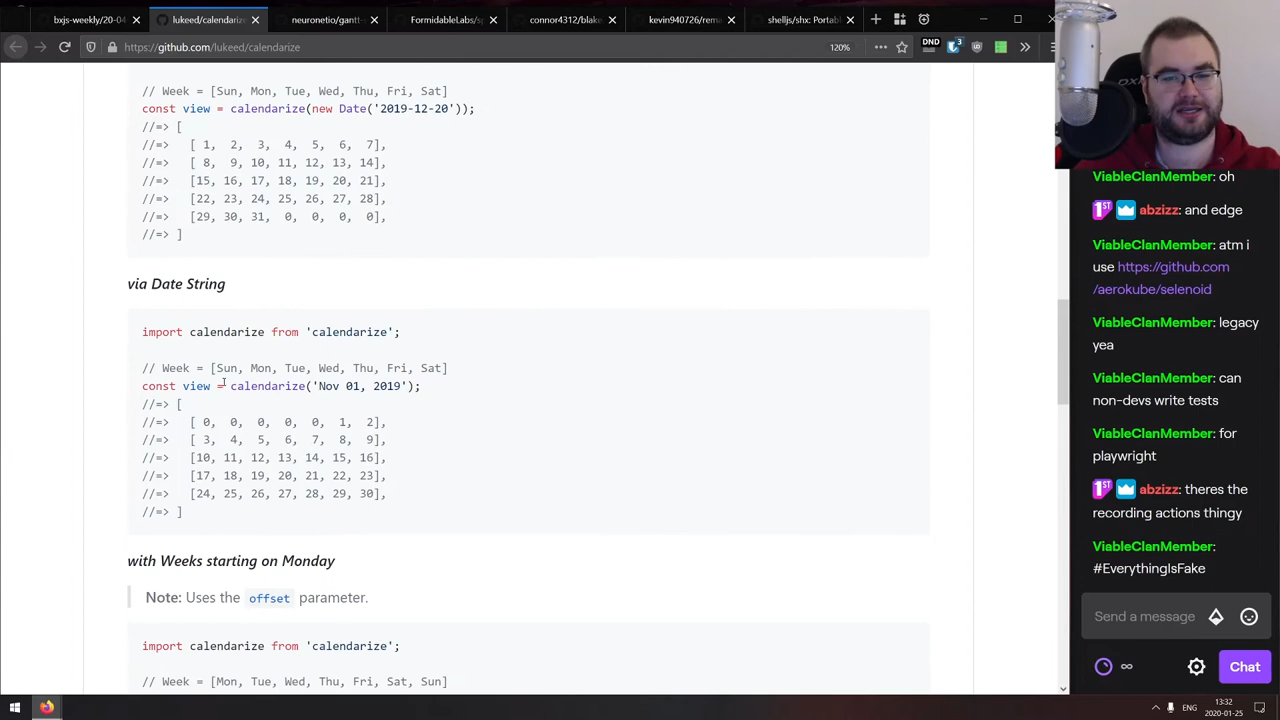 bxjs-weekly/20-04
lukeed/calendarize
neuronetio/gantt-
FormidableLabs/sp
connor4312/blake
kevin940726/rema
shelljs/shx: Portabl
https://github.com/lukeed/calendarize
120%
DND
3
// Week = [Sun, Mon, Tue, Wed, Thu, Fri, Sat]
const view = calendarize(new Date('2019-12-20'));
//=> [
//=> [ 1, 2, 3, 4, 5, 6, 7],
//=> [ 8, 9, 10, 11, 12, 13, 14],
//=> [15, 16, 17, 18, 19, 20, 21],
//=> [22, 23, 24, 25, 26, 27, 28],
//=> [29, 30, 31, 0, 0, 0, 0],
//=> ]
via Date String
import calendarize from 'calendarize';
// Week = [Sun, Mon, Tue, Wed, Thu, Fri, Sat]
const view = calendarize('Nov 01, 2019');
//=> [
//=> [ 0, 0, 0, 0, 0, 1, 2],
//=> [ 3, 4, 5, 6, 7, 8, 9],
//=> [10, 11, 12, 13, 14, 15, 16],
//=> [17, 18, 19, 20, 21, 22, 23],
//=> [24, 25, 26, 27, 28, 29, 30],
//=> ]
with Weeks starting on Monday
Note: Uses the offset parameter.
import calendarize from 'calendarize';
// Week = [Mon, Tue, Wed, Thu, Fri, Sat, Sun]
ViableClanMember: oh
1ST abzizz: and edge
ViableClanMember: atm i
use https://github.com
/aerokube/selenoid
ViableClanMember: legacy
yea
ViableClanMember: can
non-devs write tests
ViableClanMember: for
playwright
1ST abzizz: theres the
recording actions thingy
ViableClanMember:
#EverythingIsFake
Send a message
∞
Chat
ENG
13:32
2020-01-25